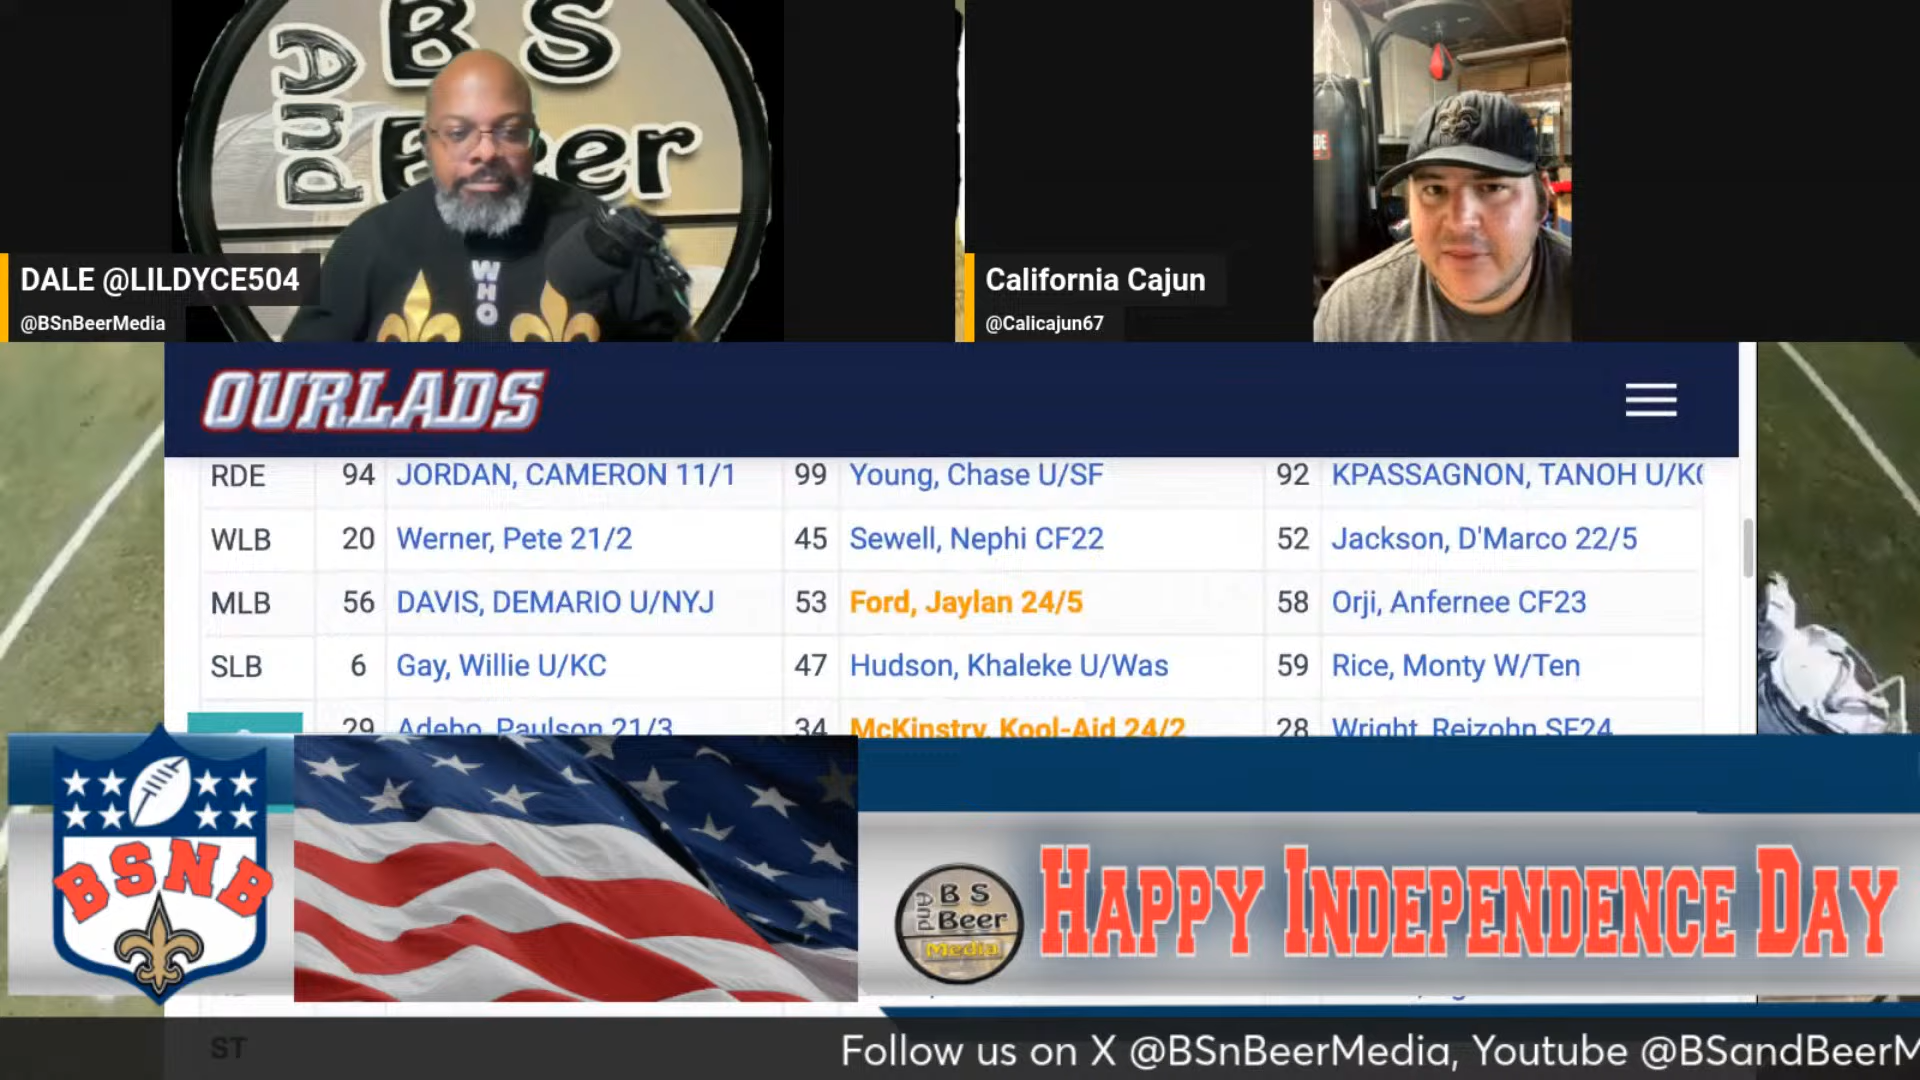 B S
And
Beer
WHO
DALE @LILDYCE504
@BSnBeerMedia
California Cajun
@Calicajun67
OURLADS
RDE 94 JORDAN, CAMERON 11/1 99 Young, Chase U/SF 92 KPASSAGNON, TANOH U/KC
WLB 20 Werner, Pete 21/2 45 Sewell, Nephi CF22 52 Jackson, D'Marco 22/5
MLB 56 DAVIS, DEMARIO U/NYJ 53 Ford, Jaylan 24/5 58 Orji, Anfernee CF23
SLB 6 Gay, Willie U/KC 47 Hudson, Khaleke U/Was 59 Rice, Monty W/Ten
29 Adebo, Paulson 21/3 34 McKinstry, Kool-Aid 24/2 28 Wright, Rejzohn SF24
BSNB
B S
And
Beer
Media
HAPPY INDEPENDENCE DAY
ST
Follow us on X @BSnBeerMedia, Youtube @BSandBeerM